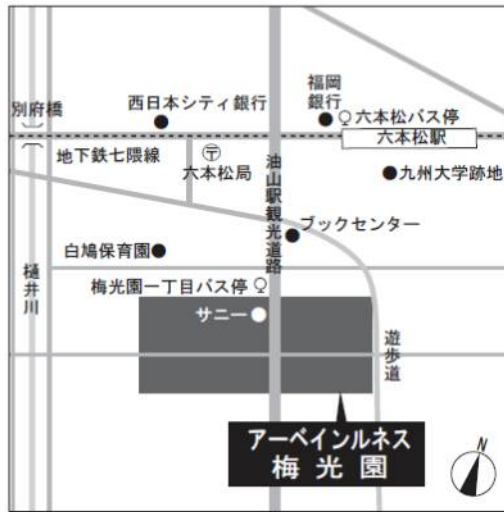 福岡
銀行
西日本シティ銀行
六本松バス停
別府橋
六本松駅
地下鉄七隈線
〒
六本松局
九州大学跡地
油山駅観光道路
ブックセンター
白鳩保育園
樋井川
梅光園一丁目バス停
サニー
遊歩道
アーベインルネス
梅光園
N